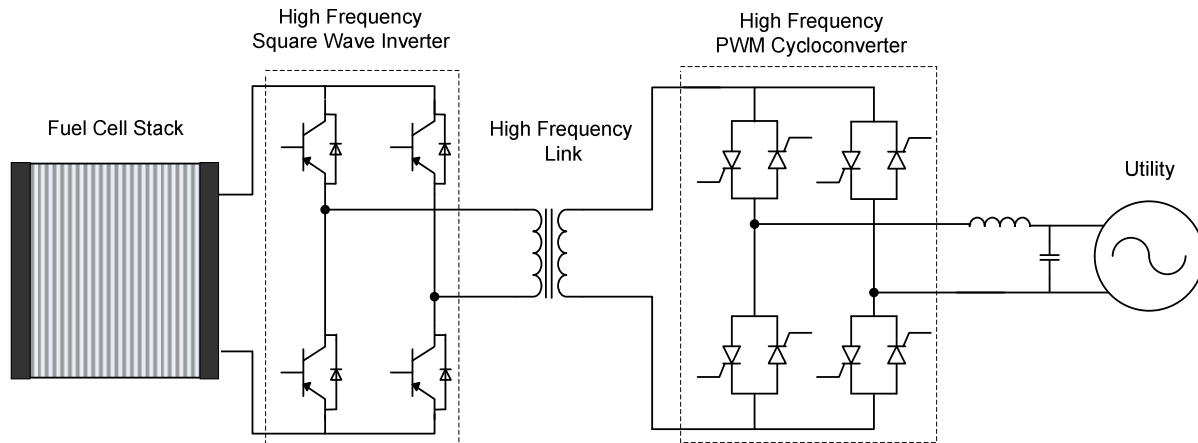 High Frequency
Square Wave Inverter
High Frequency
PWM Cycloconverter
Fuel Cell Stack
High Frequency
Link
Utility